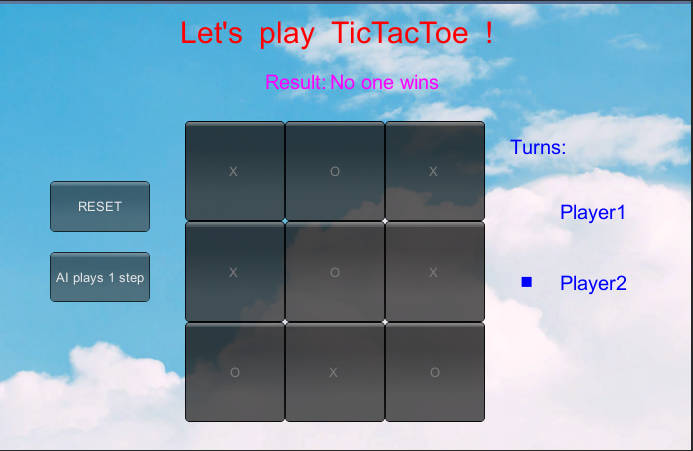 Let's play TicTacToe !
Result: No one wins
X O X
Turns:
RESET
Player1
X O X
AI plays 1 step
Player2
O X O